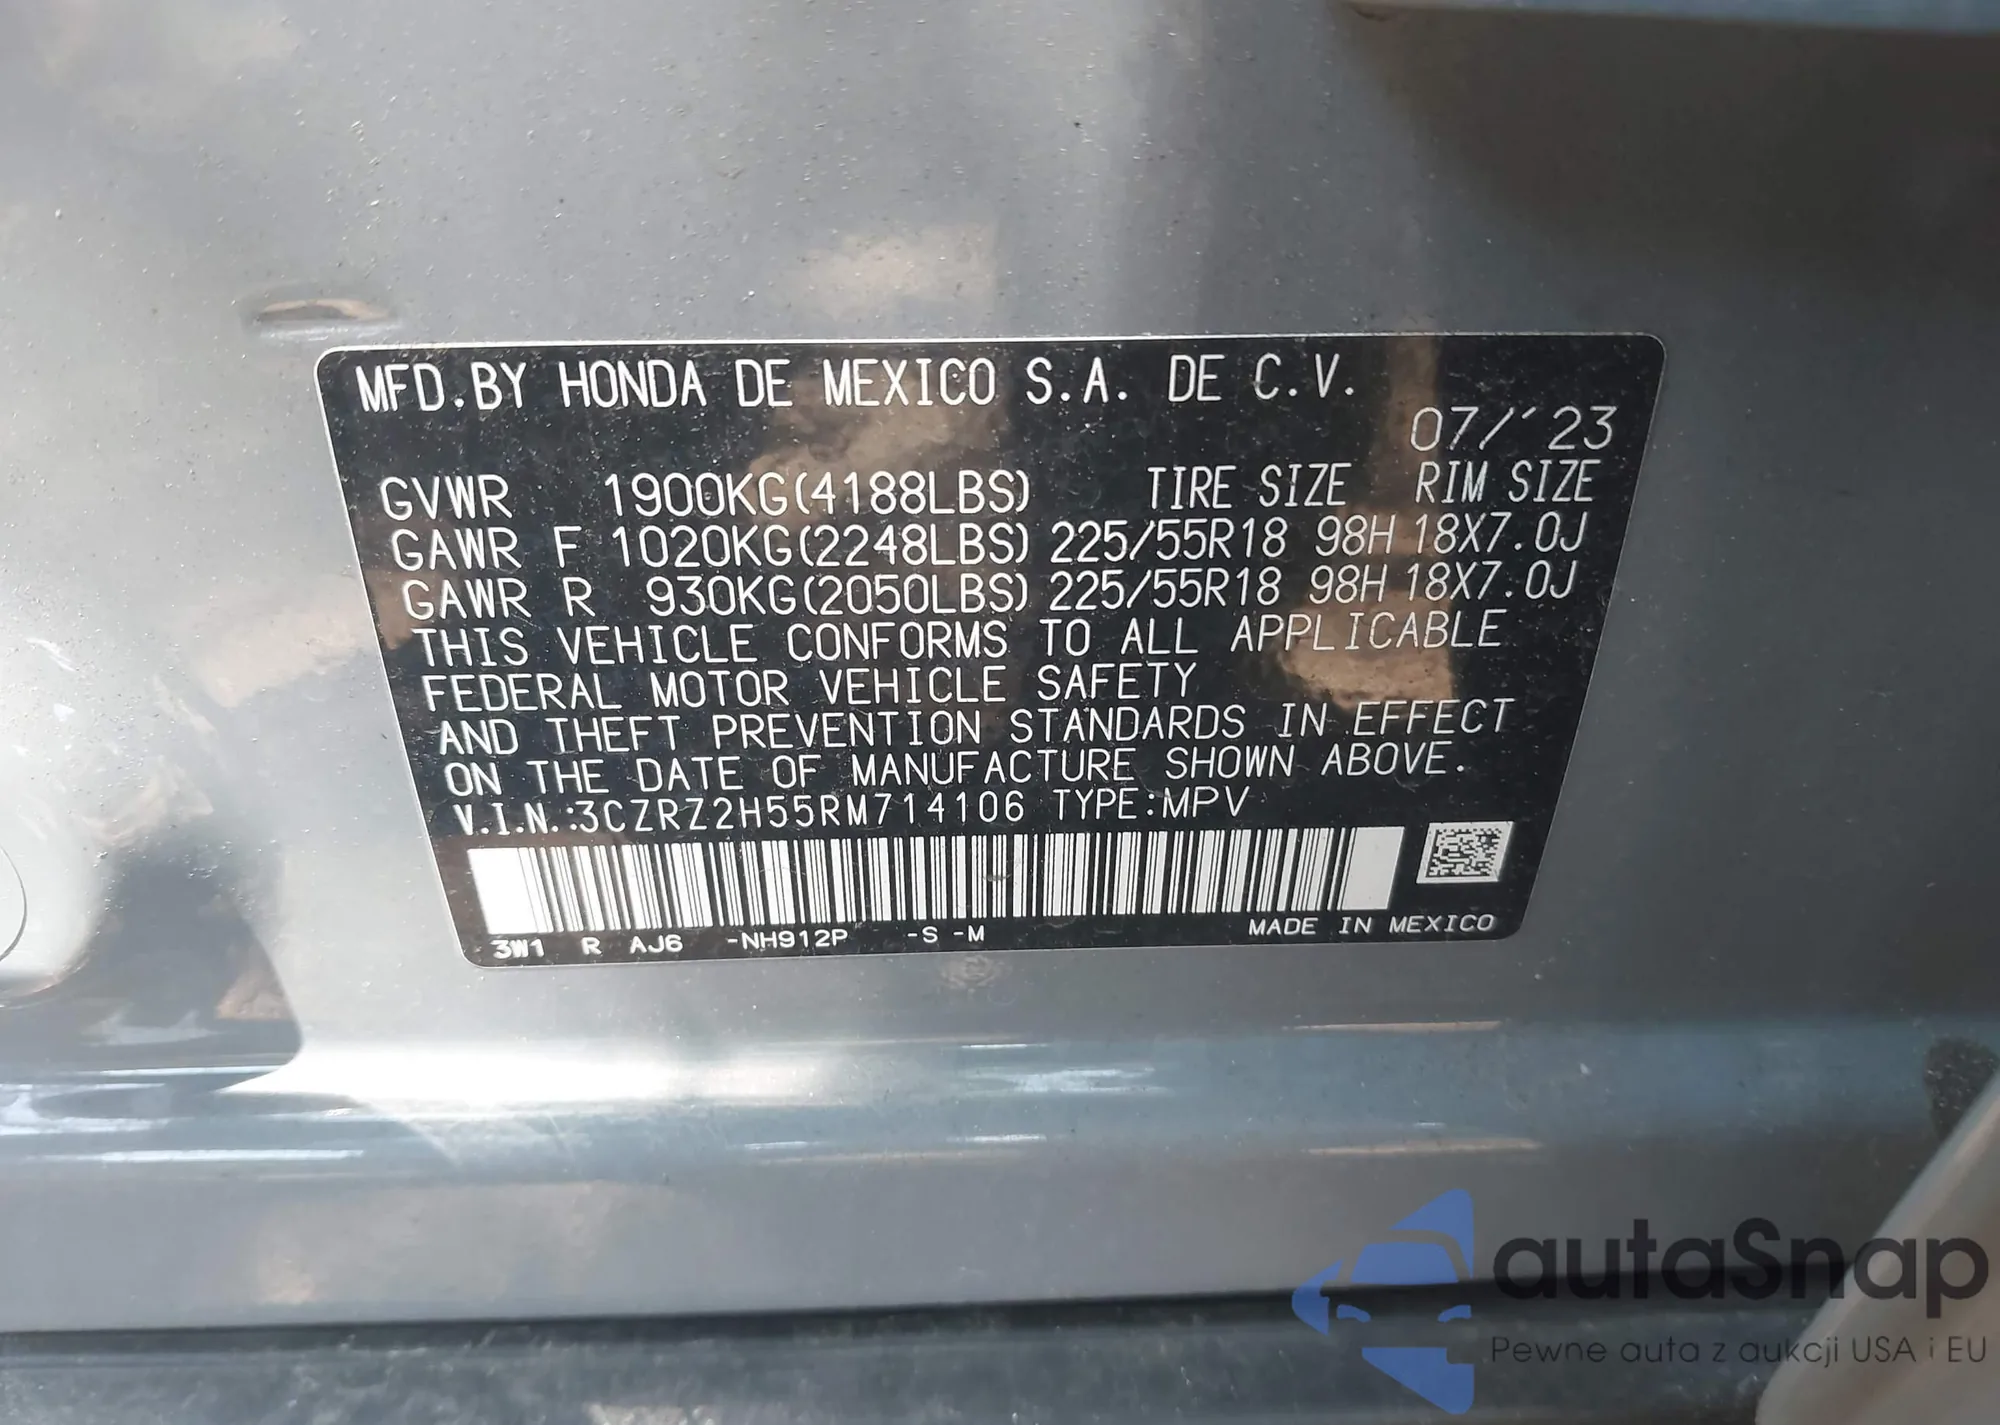 MFD.BY HONDA DE MEXICO S.A. DE C.V.
07/´23
GVWR 1900KG(4188LBS) TIRE SIZE RIM SIZE
GAWR F 1020KG(2248LBS) 225/55R18 98H 18X7.0J
GAWR R 930KG(2050LBS) 225/55R18 98H 18X7.0J
THIS VEHICLE CONFORMS TO ALL APPLICABLE
FEDERAL MOTOR VEHICLE SAFETY
AND THEFT PREVENTION STANDARDS IN EFFECT
ON THE DATE OF MANUFACTURE SHOWN ABOVE.
V.I.N.:3CZRZ2H55RM714106 TYPE:MPV
3W1 R AJ6 -NH912P -S -M MADE IN MEXICO
autaSnap
Pewne auta z aukcji USA i EU